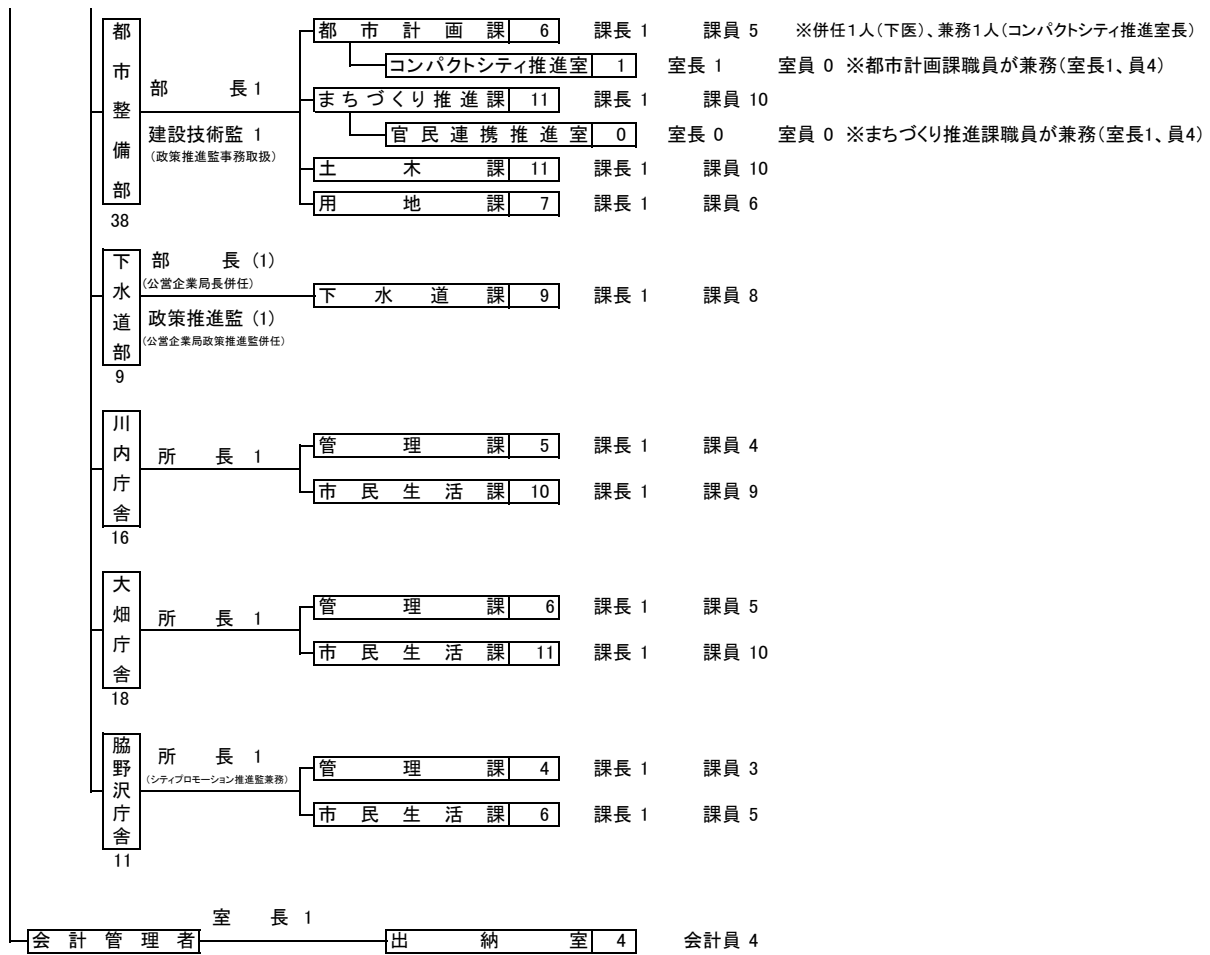 都市整備部
38
部長 1
建設技術監 1
(政策推進監事務取扱)
都市計画課 6 課長 1 課員 5 ※併任1人(下医)、兼務1人(コンパクトシティ推進室長)
コンパクトシティ推進室 1 室長 1 室員 0 ※都市計画課職員が兼務(室長1、員4)
まちづくり推進課 11 課長 1 課員 10
官民連携推進室 0 室長 0 室員 0 ※まちづくり推進課職員が兼務(室長1、員4)
土木課 11 課長 1 課員 10
用地課 7 課長 1 課員 6
下水道部
9
部長 (1)
(公営企業局長併任)
政策推進監 (1)
(公営企業局政策推進監併任)
下水道課 9 課長 1 課員 8
川内庁舎
16
所長 1
管理課 5 課長 1 課員 4
市民生活課 10 課長 1 課員 9
大畑庁舎
18
所長 1
管理課 6 課長 1 課員 5
市民生活課 11 課長 1 課員 10
脇野沢庁舎
11
所長 1
(シティプロモーション推進監兼務)
管理課 4 課長 1 課員 3
市民生活課 6 課長 1 課員 5
会計管理者
室長 1
出納室 4 会計員 4